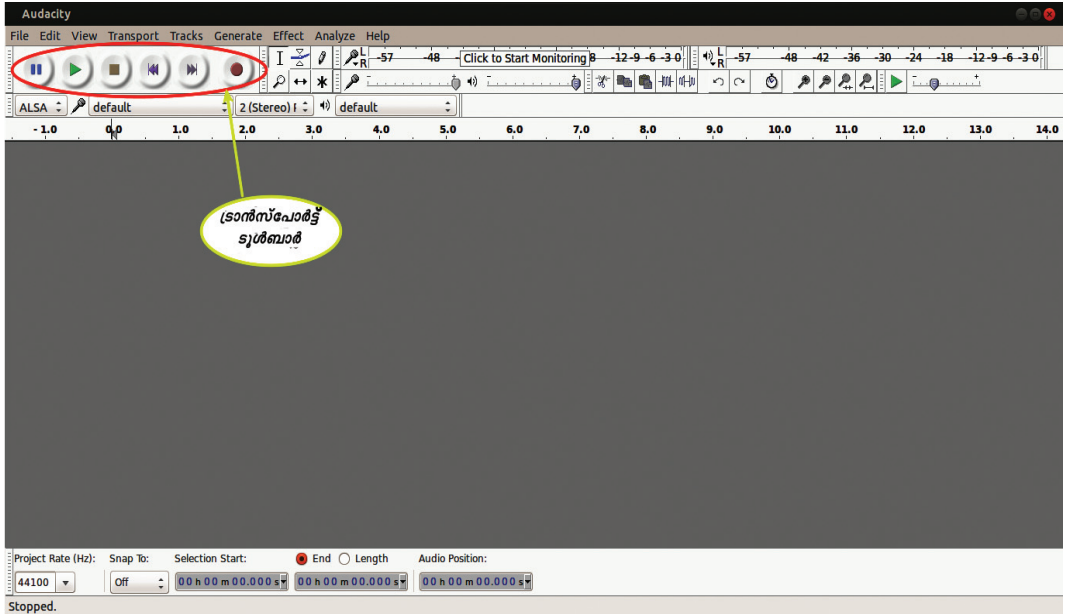 Audacity
File Edit View Transport Tracks Generate Effect Analyze Help
L R -57 -48 - Click to Start Monitoring 8 -12 -9 -6 -3 0 L R -57 -48 -42 -36 -30 -24 -18 -12 -9 -6 -3 0
ALSA default 2 (Stereo) default
-1.0 0.0 1.0 2.0 3.0 4.0 5.0 6.0 7.0 8.0 9.0 10.0 11.0 12.0 13.0 14.0
ട്രാൻസ്പോർട്ട്
ടൂൾബാർ
Project Rate (Hz): Snap To: Selection Start: End Length Audio Position:
44100 Off 00 h 00 m 00.000 s 00 h 00 m 00.000 s 00 h 00 m 00.000 s
Stopped.